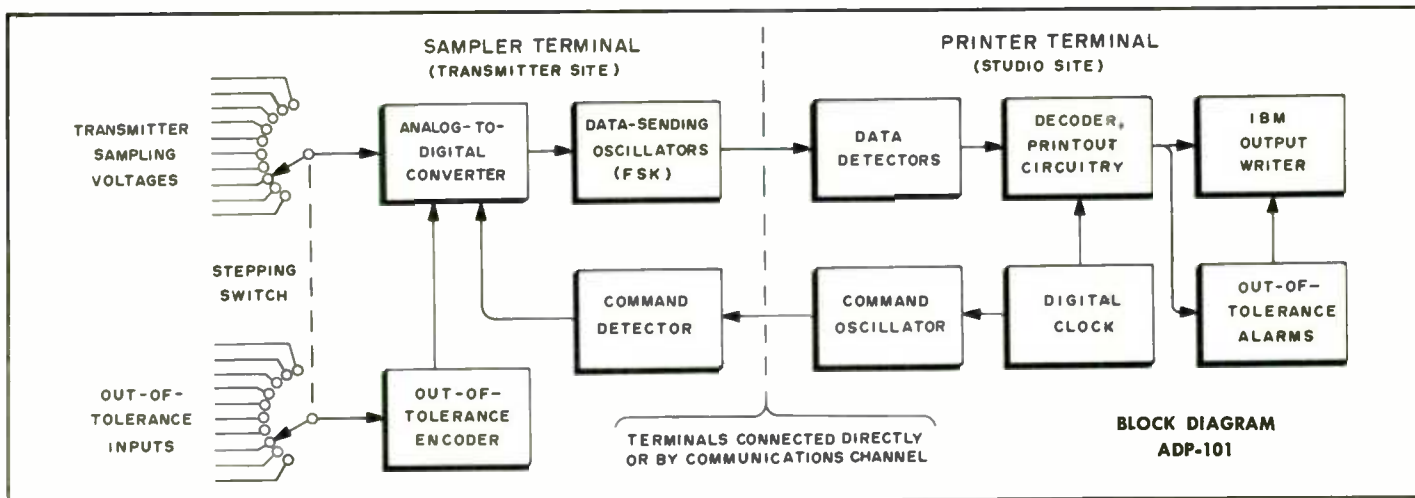 SAMPLER TERMINAL
(TRANSMITTER SITE)
PRINTER TERMINAL
(STUDIO SITE)
TRANSMITTER
SAMPLING
VOLTAGES
ANALOG-TO-
DIGITAL
CONVERTER
DATA-SENDING
OSCILLATORS
(FSK)
DATA
DETECTORS
DECODER,
PRINTOUT
CIRCUITRY
IBM
OUTPUT
WRITER
STEPPING
SWITCH
COMMAND
DETECTOR
COMMAND
OSCILLATOR
DIGITAL
CLOCK
OUT-OF-
TOLERANCE
ALARMS
OUT-OF-
TOLERANCE
INPUTS
OUT-OF-
TOLERANCE
ENCODER
TERMINALS CONNECTED DIRECTLY
OR BY COMMUNICATIONS CHANNEL
BLOCK DIAGRAM
ADP-101